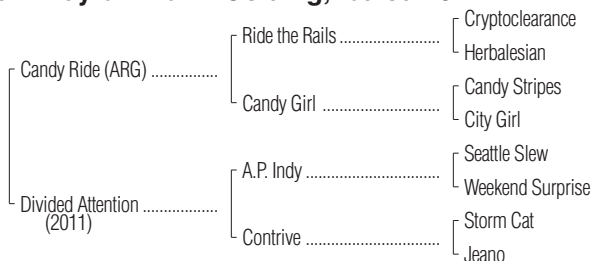 Cryptoclearance
Ride the Rails
Herbalesian
Candy Ride (ARG)
Candy Stripes
Candy Girl
City Girl
Seattle Slew
A.P. Indy
Weekend Surprise
Divided Attention
(2011)
Storm Cat
Contrive
Jeano